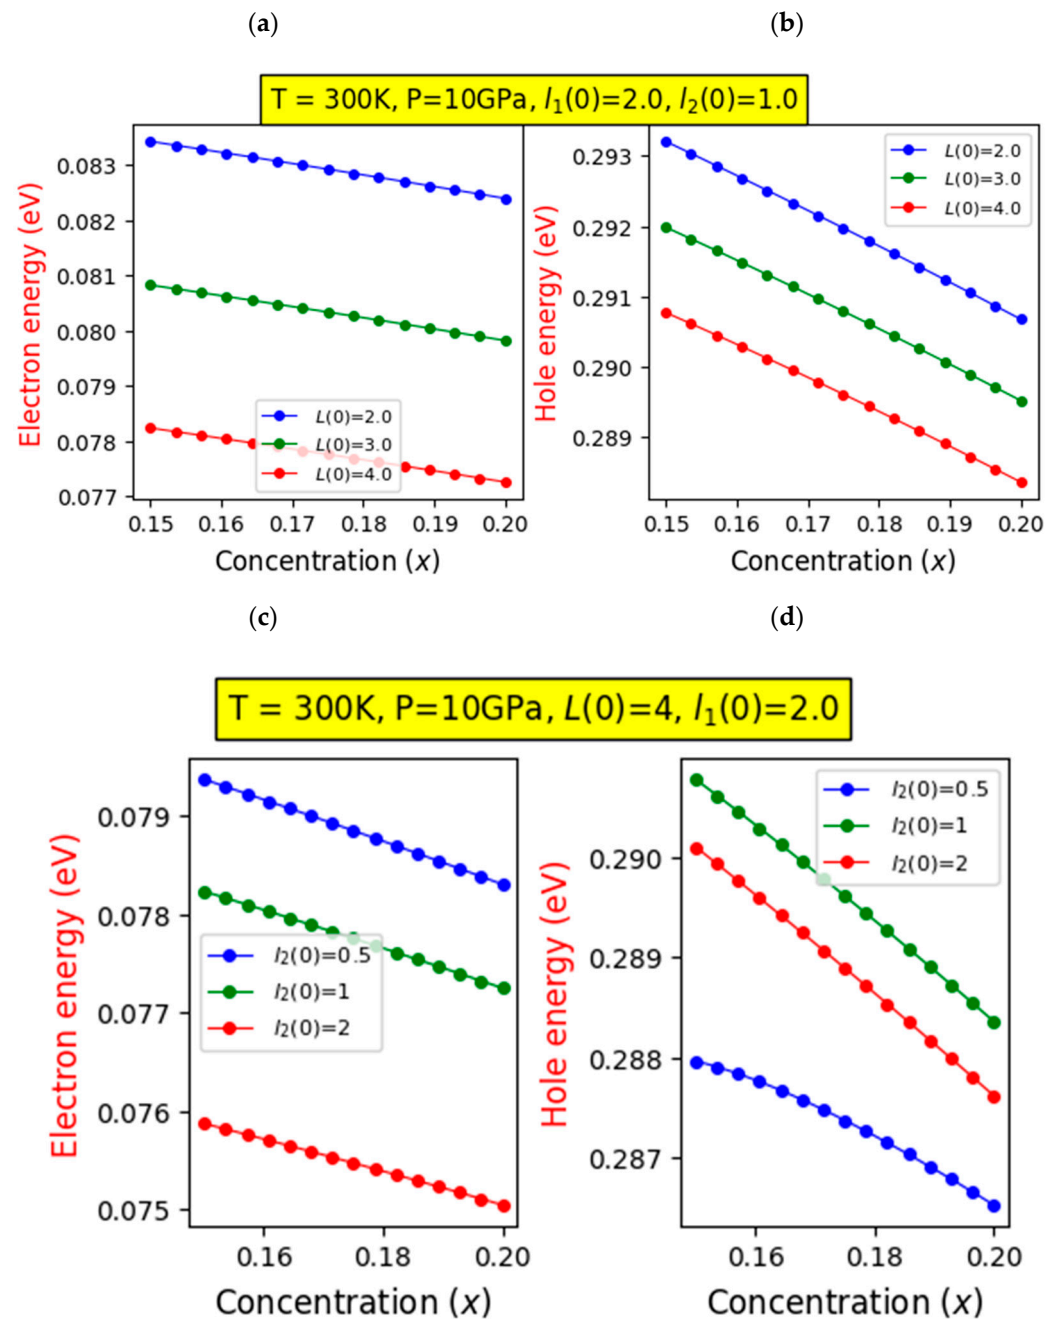 (a) (b)
T = 300K, P=10GPa, l₁(0)=2.0, l₂(0)=1.0
Electron energy (eV)
0.083
0.082
0.081
0.080
0.079
0.078
0.077
L(0)=2.0
L(0)=3.0
L(0)=4.0
0.15 0.16 0.17 0.18 0.19 0.20
Concentration (x)
Hole energy (eV)
0.293
0.292
0.291
0.290
0.289
L(0)=2.0
L(0)=3.0
L(0)=4.0
0.15 0.16 0.17 0.18 0.19 0.20
Concentration (x)
(c) (d)
T = 300K, P=10GPa, L(0)=4, l₁(0)=2.0
Electron energy (eV)
0.079
0.078
0.077
0.076
0.075
l₂(0)=0.5
l₂(0)=1
l₂(0)=2
0.16 0.18 0.20
Concentration (x)
Hole energy (eV)
0.290
0.289
0.288
0.287
l₂(0)=0.5
l₂(0)=1
l₂(0)=2
0.16 0.18 0.20
Concentration (x)